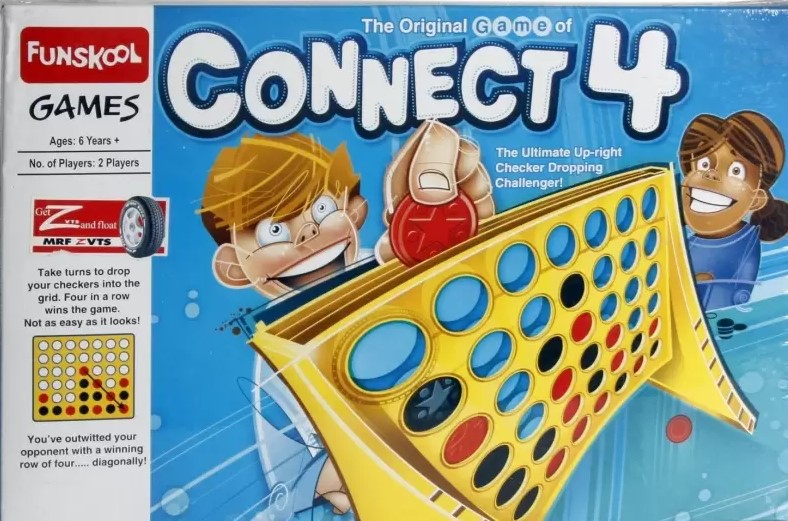 FUNSKOOL
GAMES
Ages: 6 Years +
No. of Players: 2 Players
Get Z VTS and float
MRF ZVTS
Take turns to drop
your checkers into the
grid. Four in a row
wins the game.
Not as easy as it looks!
You've outwitted your
opponent with a winning
row of four..... diagonally!
The Original Game of
CONNECT 4
The Ultimate Up-right
Checker Dropping
Challenger!